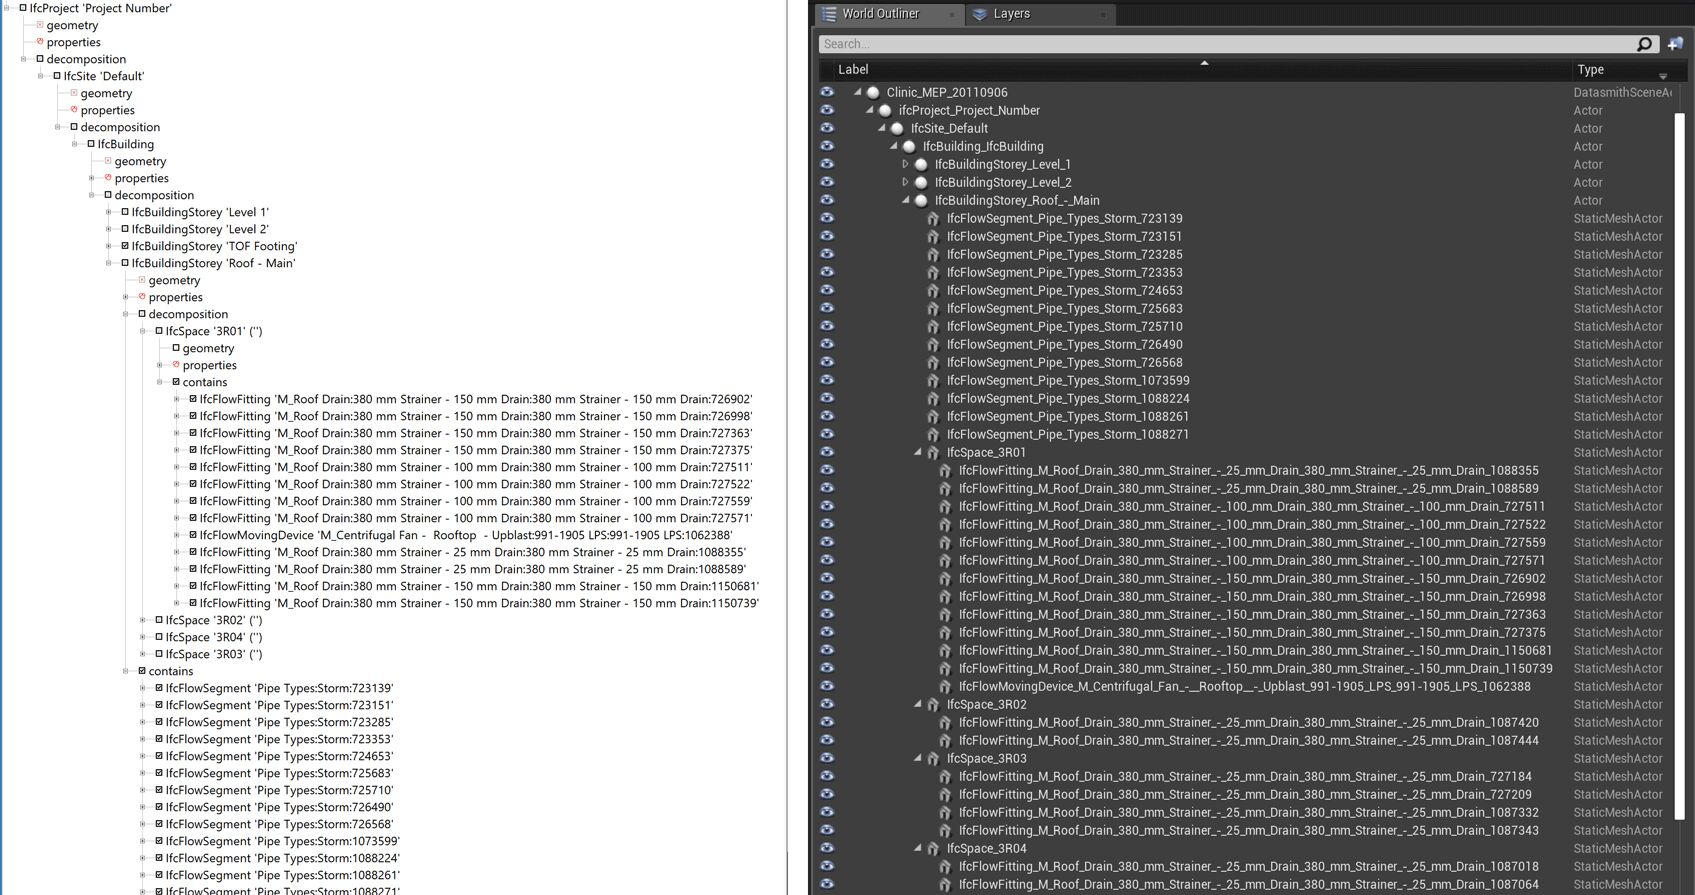 IfcProject 'Project Number'
geometry
properties
decomposition
IfcSite 'Default'
geometry
properties
decomposition
IfcBuilding
geometry
properties
decomposition
IfcBuildingStorey 'Level 1'
IfcBuildingStorey 'Level 2'
IfcBuildingStorey 'TOF Footing'
IfcBuildingStorey 'Roof - Main'
geometry
properties
decomposition
IfcSpace '3R01' ('')
geometry
properties
contains
IfcFlowFitting 'M_Roof Drain:380 mm Strainer - 150 mm Drain:380 mm Strainer - 150 mm Drain:726902'
IfcFlowFitting 'M_Roof Drain:380 mm Strainer - 150 mm Drain:380 mm Strainer - 150 mm Drain:726998'
IfcFlowFitting 'M_Roof Drain:380 mm Strainer - 150 mm Drain:380 mm Strainer - 150 mm Drain:727363'
IfcFlowFitting 'M_Roof Drain:380 mm Strainer - 150 mm Drain:380 mm Strainer - 150 mm Drain:727375'
IfcFlowFitting 'M_Roof Drain:380 mm Strainer - 100 mm Drain:380 mm Strainer - 100 mm Drain:727511'
IfcFlowFitting 'M_Roof Drain:380 mm Strainer - 100 mm Drain:380 mm Strainer - 100 mm Drain:727522'
IfcFlowFitting 'M_Roof Drain:380 mm Strainer - 100 mm Drain:380 mm Strainer - 100 mm Drain:727559'
IfcFlowFitting 'M_Roof Drain:380 mm Strainer - 100 mm Drain:380 mm Strainer - 100 mm Drain:727571'
IfcFlowMovingDevice 'M_Centrifugal Fan -  Rooftop  - Upblast:991-1905 LPS:991-1905 LPS:1062388'
IfcFlowFitting 'M_Roof Drain:380 mm Strainer - 25 mm Drain:380 mm Strainer - 25 mm Drain:1088355'
IfcFlowFitting 'M_Roof Drain:380 mm Strainer - 25 mm Drain:380 mm Strainer - 25 mm Drain:1088589'
IfcFlowFitting 'M_Roof Drain:380 mm Strainer - 150 mm Drain:380 mm Strainer - 150 mm Drain:1150681'
IfcFlowFitting 'M_Roof Drain:380 mm Strainer - 150 mm Drain:380 mm Strainer - 150 mm Drain:1150739'
IfcSpace '3R02' ('')
IfcSpace '3R04' ('')
IfcSpace '3R03' ('')
contains
IfcFlowSegment 'Pipe Types:Storm:723139'
IfcFlowSegment 'Pipe Types:Storm:723151'
IfcFlowSegment 'Pipe Types:Storm:723285'
IfcFlowSegment 'Pipe Types:Storm:723353'
IfcFlowSegment 'Pipe Types:Storm:724653'
IfcFlowSegment 'Pipe Types:Storm:725683'
IfcFlowSegment 'Pipe Types:Storm:725710'
IfcFlowSegment 'Pipe Types:Storm:726490'
IfcFlowSegment 'Pipe Types:Storm:726568'
IfcFlowSegment 'Pipe Types:Storm:1073599'
IfcFlowSegment 'Pipe Types:Storm:1088224'
IfcFlowSegment 'Pipe Types:Storm:1088261'
IfcFlowSegment 'Pipe Types:Storm:1088271'
World Outliner Layers
Search...
Label Type
Clinic_MEP_20110906 DatasmithSceneAc
ifcProject_Project_Number Actor
IfcSite_Default Actor
IfcBuilding_IfcBuilding Actor
IfcBuildingStorey_Level_1 Actor
IfcBuildingStorey_Level_2 Actor
IfcBuildingStorey_Roof_-_Main Actor
IfcFlowSegment_Pipe_Types_Storm_723139 StaticMeshActor
IfcFlowSegment_Pipe_Types_Storm_723151 StaticMeshActor
IfcFlowSegment_Pipe_Types_Storm_723285 StaticMeshActor
IfcFlowSegment_Pipe_Types_Storm_723353 StaticMeshActor
IfcFlowSegment_Pipe_Types_Storm_724653 StaticMeshActor
IfcFlowSegment_Pipe_Types_Storm_725683 StaticMeshActor
IfcFlowSegment_Pipe_Types_Storm_725710 StaticMeshActor
IfcFlowSegment_Pipe_Types_Storm_726490 StaticMeshActor
IfcFlowSegment_Pipe_Types_Storm_726568 StaticMeshActor
IfcFlowSegment_Pipe_Types_Storm_1073599 StaticMeshActor
IfcFlowSegment_Pipe_Types_Storm_1088224 StaticMeshActor
IfcFlowSegment_Pipe_Types_Storm_1088261 StaticMeshActor
IfcFlowSegment_Pipe_Types_Storm_1088271 StaticMeshActor
IfcSpace_3R01 StaticMeshActor
IfcFlowFitting_M_Roof_Drain_380_mm_Strainer_-_25_mm_Drain_380_mm_Strainer_-_25_mm_Drain_1088355 StaticMeshActor
IfcFlowFitting_M_Roof_Drain_380_mm_Strainer_-_25_mm_Drain_380_mm_Strainer_-_25_mm_Drain_1088589 StaticMeshActor
IfcFlowFitting_M_Roof_Drain_380_mm_Strainer_-_100_mm_Drain_380_mm_Strainer_-_100_mm_Drain_727511 StaticMeshActor
IfcFlowFitting_M_Roof_Drain_380_mm_Strainer_-_100_mm_Drain_380_mm_Strainer_-_100_mm_Drain_727522 StaticMeshActor
IfcFlowFitting_M_Roof_Drain_380_mm_Strainer_-_100_mm_Drain_380_mm_Strainer_-_100_mm_Drain_727559 StaticMeshActor
IfcFlowFitting_M_Roof_Drain_380_mm_Strainer_-_100_mm_Drain_380_mm_Strainer_-_100_mm_Drain_727571 StaticMeshActor
IfcFlowFitting_M_Roof_Drain_380_mm_Strainer_-_150_mm_Drain_380_mm_Strainer_-_150_mm_Drain_726902 StaticMeshActor
IfcFlowFitting_M_Roof_Drain_380_mm_Strainer_-_150_mm_Drain_380_mm_Strainer_-_150_mm_Drain_726998 StaticMeshActor
IfcFlowFitting_M_Roof_Drain_380_mm_Strainer_-_150_mm_Drain_380_mm_Strainer_-_150_mm_Drain_727363 StaticMeshActor
IfcFlowFitting_M_Roof_Drain_380_mm_Strainer_-_150_mm_Drain_380_mm_Strainer_-_150_mm_Drain_727375 StaticMeshActor
IfcFlowFitting_M_Roof_Drain_380_mm_Strainer_-_150_mm_Drain_380_mm_Strainer_-_150_mm_Drain_1150681 StaticMeshActor
IfcFlowFitting_M_Roof_Drain_380_mm_Strainer_-_150_mm_Drain_380_mm_Strainer_-_150_mm_Drain_1150739 StaticMeshActor
IfcFlowMovingDevice_M_Centrifugal_Fan_-__Rooftop__-_Upblast_991-1905_LPS_991-1905_LPS_1062388 StaticMeshActor
IfcSpace_3R02 StaticMeshActor
IfcFlowFitting_M_Roof_Drain_380_mm_Strainer_-_25_mm_Drain_380_mm_Strainer_-_25_mm_Drain_1087420 StaticMeshActor
IfcFlowFitting_M_Roof_Drain_380_mm_Strainer_-_25_mm_Drain_380_mm_Strainer_-_25_mm_Drain_1087444 StaticMeshActor
IfcSpace_3R03 StaticMeshActor
IfcFlowFitting_M_Roof_Drain_380_mm_Strainer_-_25_mm_Drain_380_mm_Strainer_-_25_mm_Drain_727184 StaticMeshActor
IfcFlowFitting_M_Roof_Drain_380_mm_Strainer_-_25_mm_Drain_380_mm_Strainer_-_25_mm_Drain_727209 StaticMeshActor
IfcFlowFitting_M_Roof_Drain_380_mm_Strainer_-_25_mm_Drain_380_mm_Strainer_-_25_mm_Drain_1087332 StaticMeshActor
IfcFlowFitting_M_Roof_Drain_380_mm_Strainer_-_25_mm_Drain_380_mm_Strainer_-_25_mm_Drain_1087343 StaticMeshActor
IfcSpace_3R04 StaticMeshActor
IfcFlowFitting_M_Roof_Drain_380_mm_Strainer_-_25_mm_Drain_380_mm_Strainer_-_25_mm_Drain_1087018 StaticMeshActor
IfcFlowFitting_M_Roof_Drain_380_mm_Strainer_-_25_mm_Drain_380_mm_Strainer_-_25_mm_Drain_1087064 StaticMeshActor